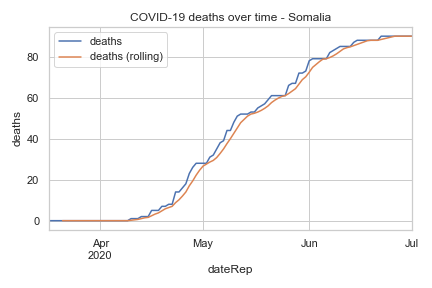 COVID-19 deaths over time - Somalia
deaths
deaths (rolling)
80
60
40
20
0
deaths
Apr
2020
May
Jun
Jul
dateRep